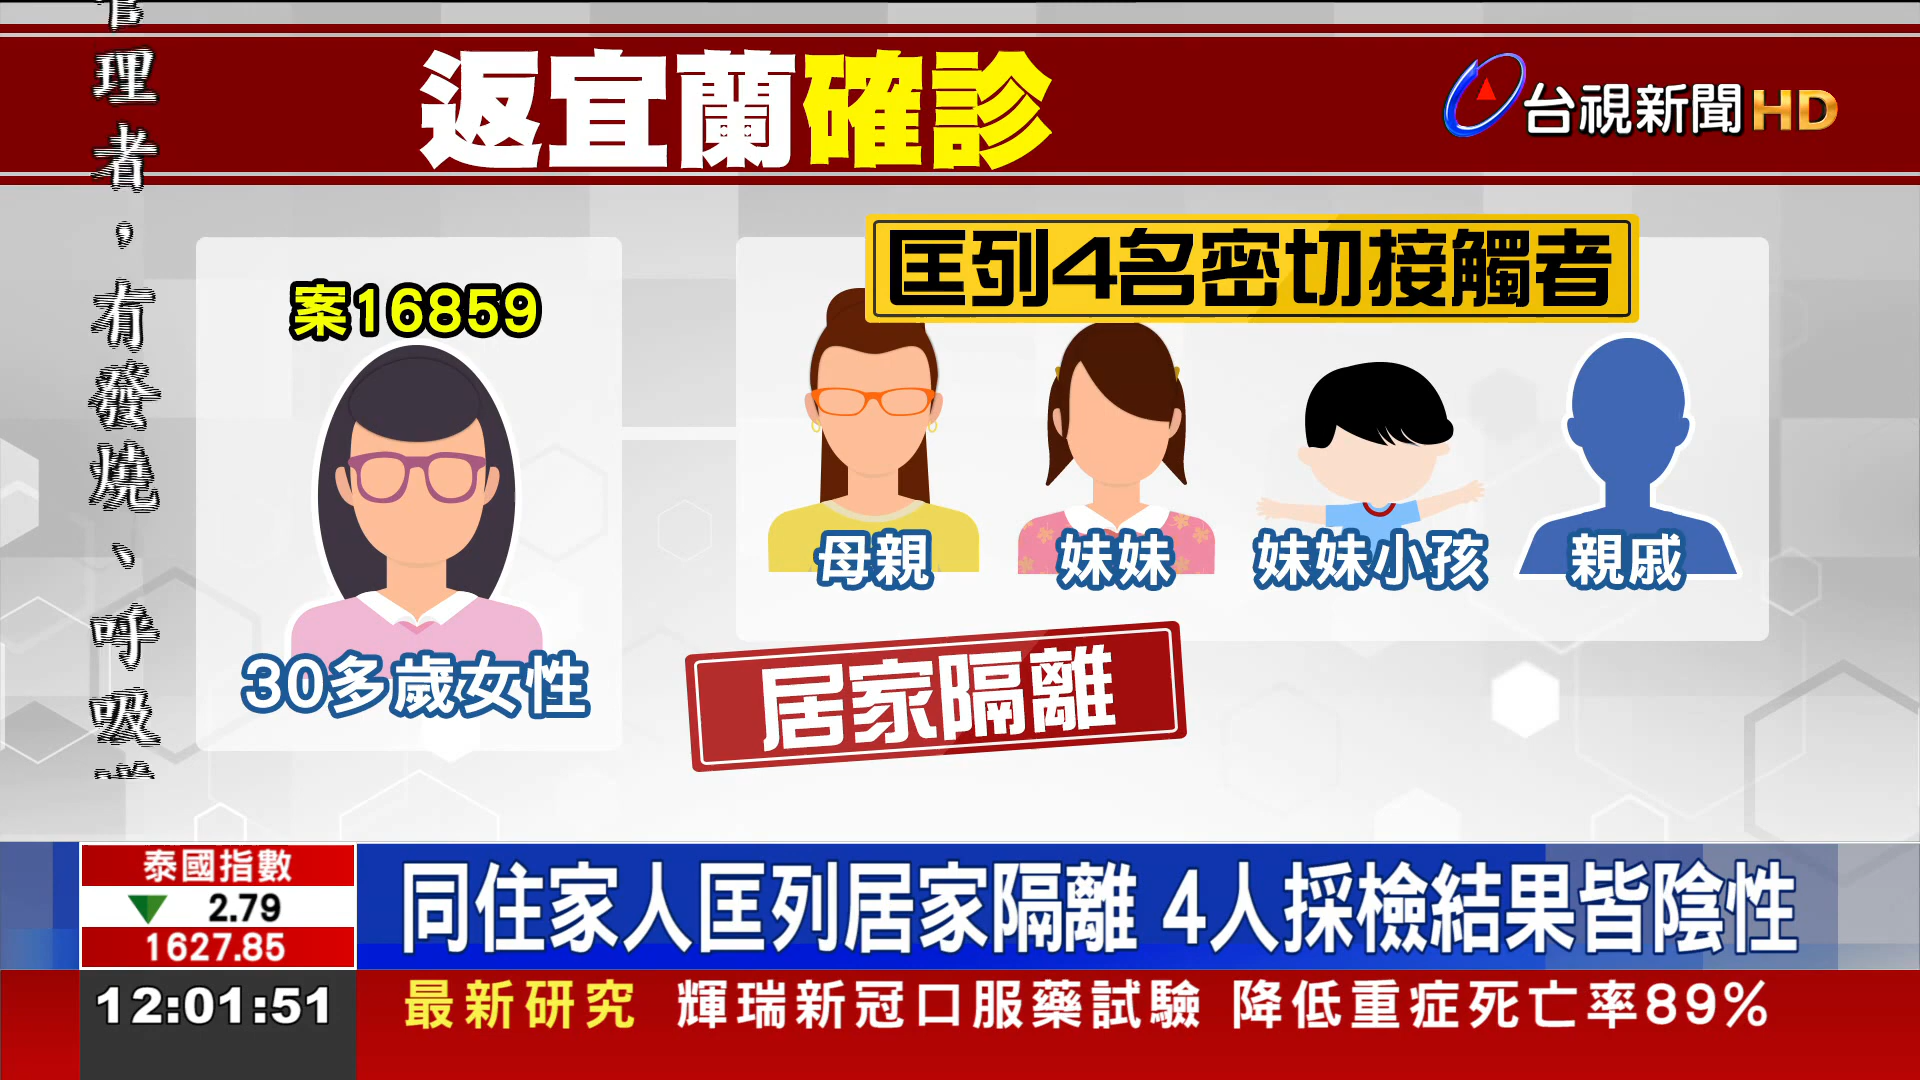 返宜蘭確診
台視新聞HD
管理者，有發燒、呼吸
案16859
30多歲女性
匡列4名密切接觸者
母親
妹妹
妹妹小孩
親戚
居家隔離
泰國指數
2.79
1627.85
同住家人匡列居家隔離 4人採檢結果皆陰性
12:01:51
最新研究 輝瑞新冠口服藥試驗 降低重症死亡率89%